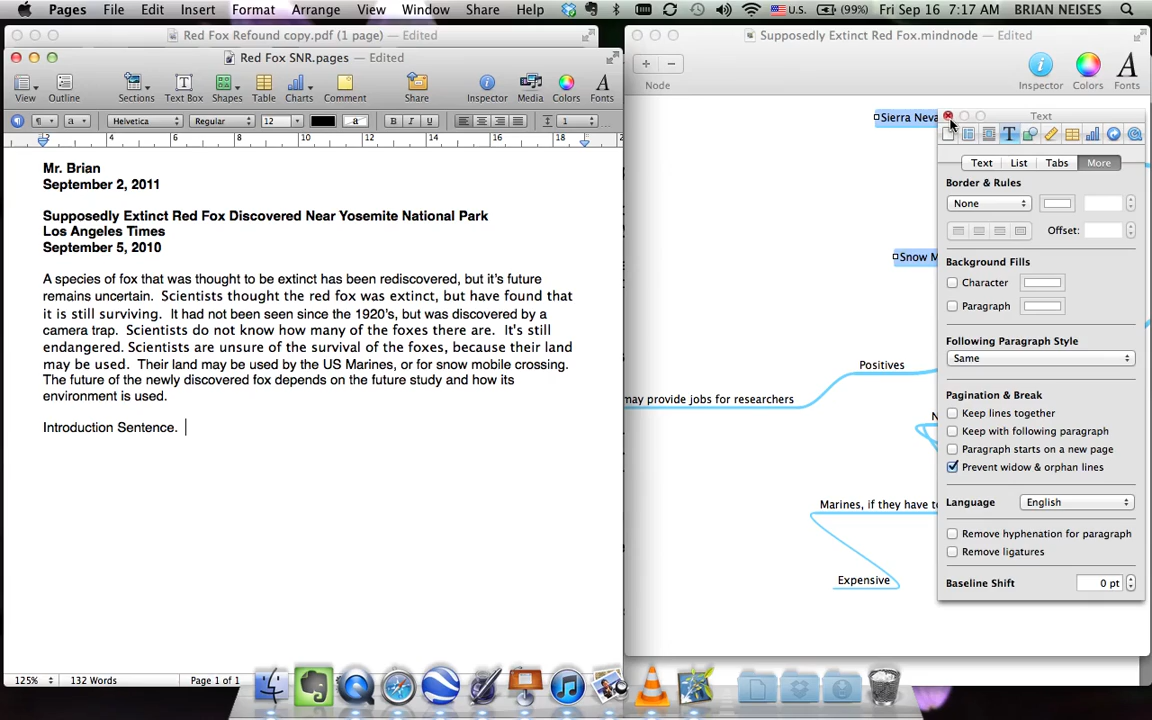 Pages File Edit Insert Format Arrange View Window Share Help U.S. (99%) Fri Sep 16 7:17 AM BRIAN NEISES
Red Fox Refound copy.pdf (1 page) — Edited
Red Fox SNR.pages — Edited
View Outline Sections Text Box Shapes Table Charts Comment Share Inspector Media Colors Fonts
Helvetica Regular 12 B I U 1
2 4 6 8 10 12 14 16 18
Mr. Brian
September 2, 2011
Supposedly Extinct Red Fox Discovered Near Yosemite National Park
Los Angeles Times
September 5, 2010
A species of fox that was thought to be extinct has been rediscovered, but it's future
remains uncertain. Scientists thought the red fox was extinct, but have found that
it is still surviving. It had not been seen since the 1920's, but was discovered by a
camera trap. Scientists do not know how many of the foxes there are. It's still
endangered. Scientists are unsure of the survival of the foxes, because their land
may be used. Their land may be used by the US Marines, or for snow mobile crossing.
The future of the newly discovered fox depends on the future study and how its
environment is used.
Introduction Sentence.
125% 132 Words Page 1 of 1
Supposedly Extinct Red Fox.mindnode — Edited
+ −
Node
Inspector Colors Fonts
Sierra Neva
Snow M
Positives
may provide jobs for researchers
N
Marines, if they have to
Expensive
Text
T
Text List Tabs More
Border & Rules
None
Offset:
Background Fills
Character
Paragraph
Following Paragraph Style
Same
Pagination & Break
Keep lines together
Keep with following paragraph
Paragraph starts on a new page
Prevent widow & orphan lines
Language English
Remove hyphenation for paragraph
Remove ligatures
Baseline Shift 0 pt